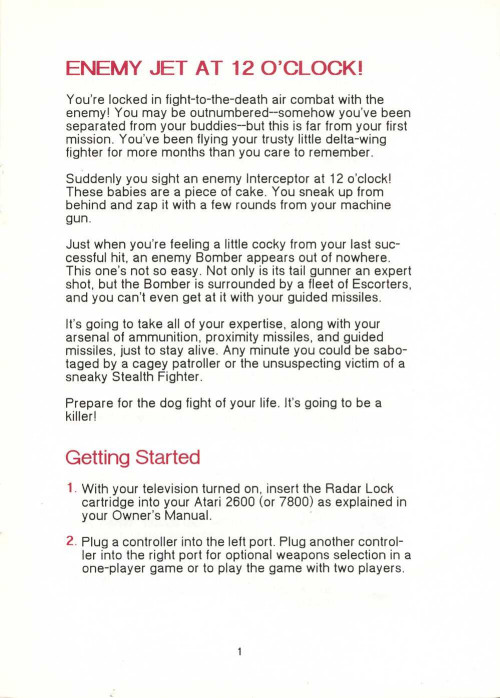 ENEMY JET AT 12 O'CLOCK!
You're locked in fight-to-the-death air combat with the
enemy! You may be outnumbered—somehow you've been
separated from your buddies—but this is far from your first
mission. You've been flying your trusty little delta-wing
fighter for more months than you care to remember.
Suddenly you sight an enemy Interceptor at 12 o'clock!
These babies are a piece of cake. You sneak up from
behind and zap it with a few rounds from your machine
gun.
Just when you're feeling a little cocky from your last suc-
cessful hit, an enemy Bomber appears out of nowhere.
This one's not so easy. Not only is its tail gunner an expert
shot, but the Bomber is surrounded by a fleet of Escorters,
and you can't even get at it with your guided missiles.
It's going to take all of your expertise, along with your
arsenal of ammunition, proximity missiles, and guided
missiles, just to stay alive. Any minute you could be sabo-
taged by a cagey patroller or the unsuspecting victim of a
sneaky Stealth Fighter.
Prepare for the dog fight of your life. It's going to be a
killer!
Getting Started
1. With your television turned on, insert the Radar Lock
cartridge into your Atari 2600 (or 7800) as explained in
your Owner's Manual.
2. Plug a controller into the left port. Plug another control-
ler into the right port for optional weapons selection in a
one-player game or to play the game with two players.
1